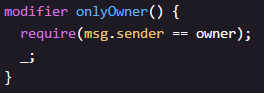 modifier onlyOwner() {
  require(msg.sender == owner);
  _;
}